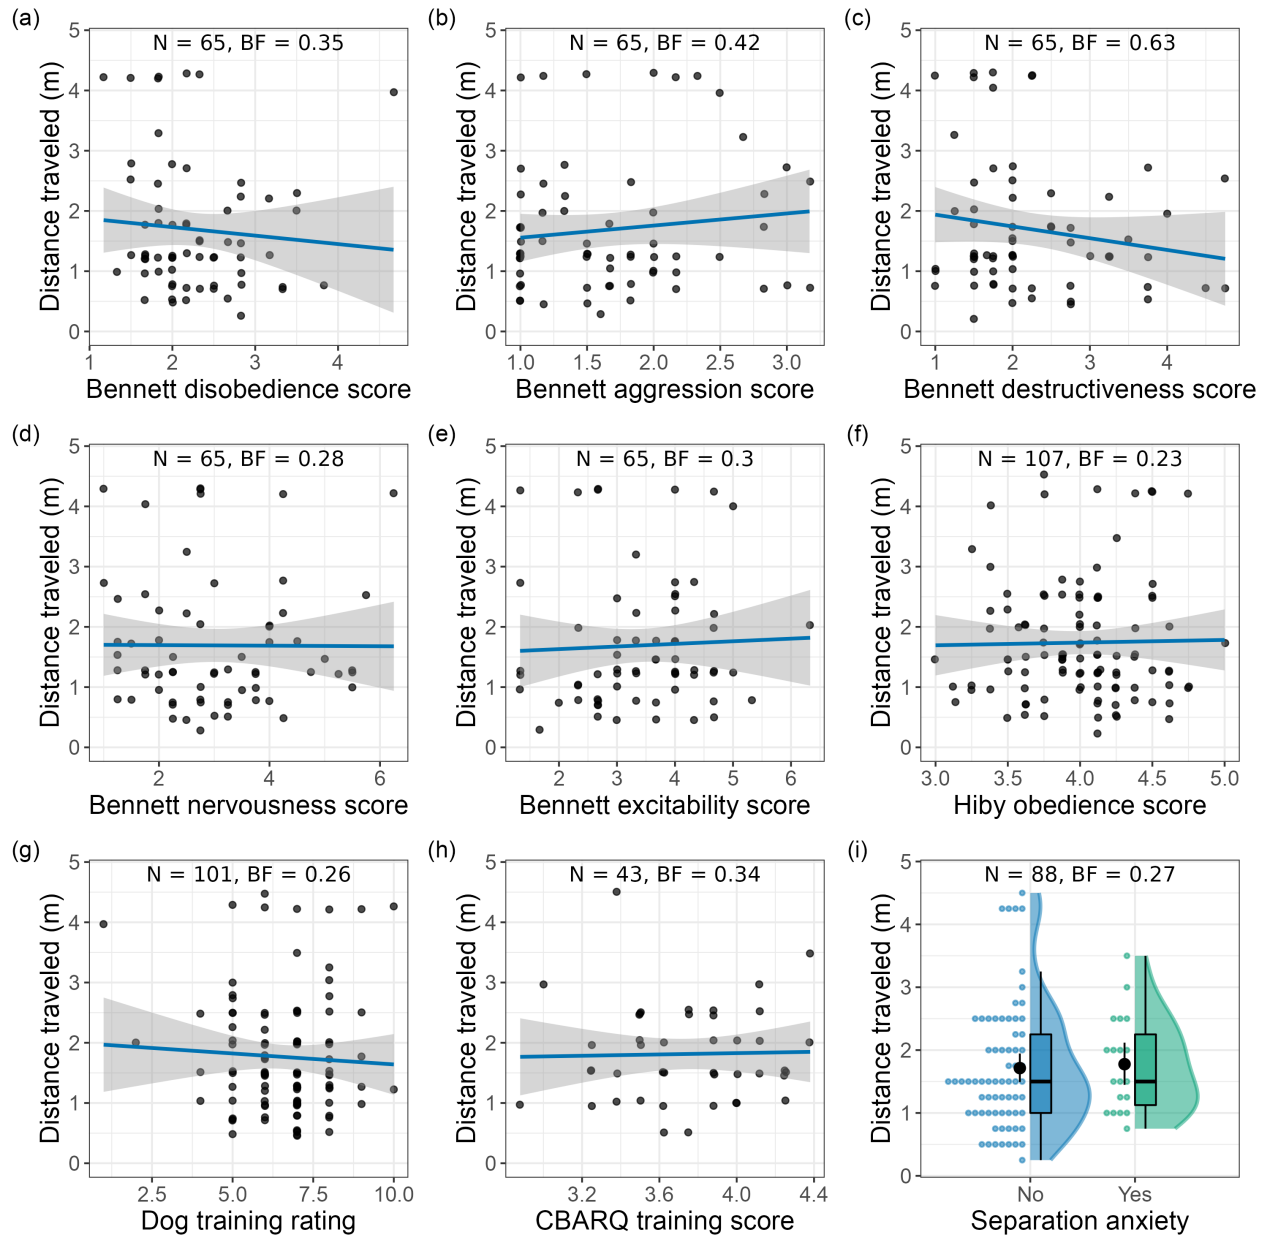 (a)
N = 65, BF = 0.35
Distance traveled (m)
5
4
3
2
1
0
1 2 3 4
Bennett disobedience score
(b)
N = 65, BF = 0.42
Distance traveled (m)
5
4
3
2
1
0
1.0 1.5 2.0 2.5 3.0
Bennett aggression score
(c)
N = 65, BF = 0.63
Distance traveled (m)
5
4
3
2
1
0
1 2 3 4
Bennett destructiveness score
(d)
N = 65, BF = 0.28
Distance traveled (m)
5
4
3
2
1
0
2 4 6
Bennett nervousness score
(e)
N = 65, BF = 0.3
Distance traveled (m)
5
4
3
2
1
0
2 3 4 5 6
Bennett excitability score
(f)
N = 107, BF = 0.23
Distance traveled (m)
5
4
3
2
1
0
3.0 3.5 4.0 4.5 5.0
Hiby obedience score
(g)
N = 101, BF = 0.26
Distance traveled (m)
5
4
3
2
1
0
2.5 5.0 7.5 10.0
Dog training rating
(h)
N = 43, BF = 0.34
Distance traveled (m)
5
4
3
2
1
0
3.2 3.6 4.0 4.4
CBARQ training score
(i)
N = 88, BF = 0.27
Distance traveled (m)
5
4
3
2
1
0
No Yes
Separation anxiety